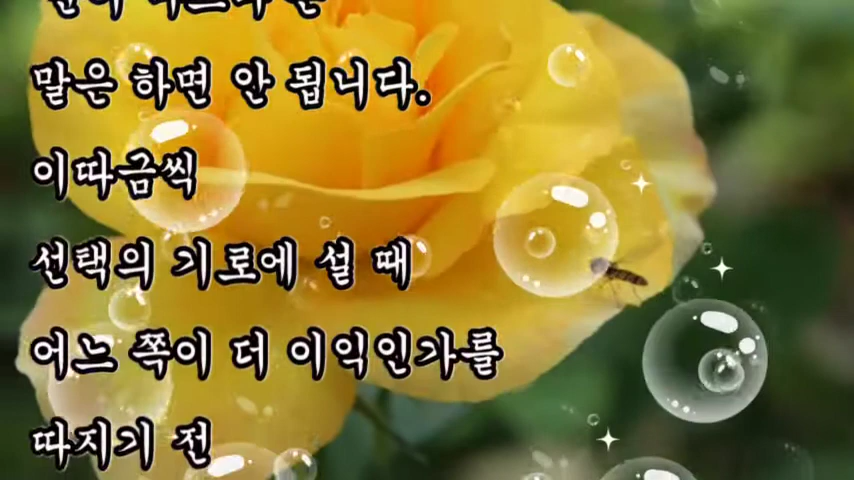 말은 하면 안 됩니다.
이따금씩
선택의 기로에 설 때
어느 쪽이 더 이익인가를
따지기 전